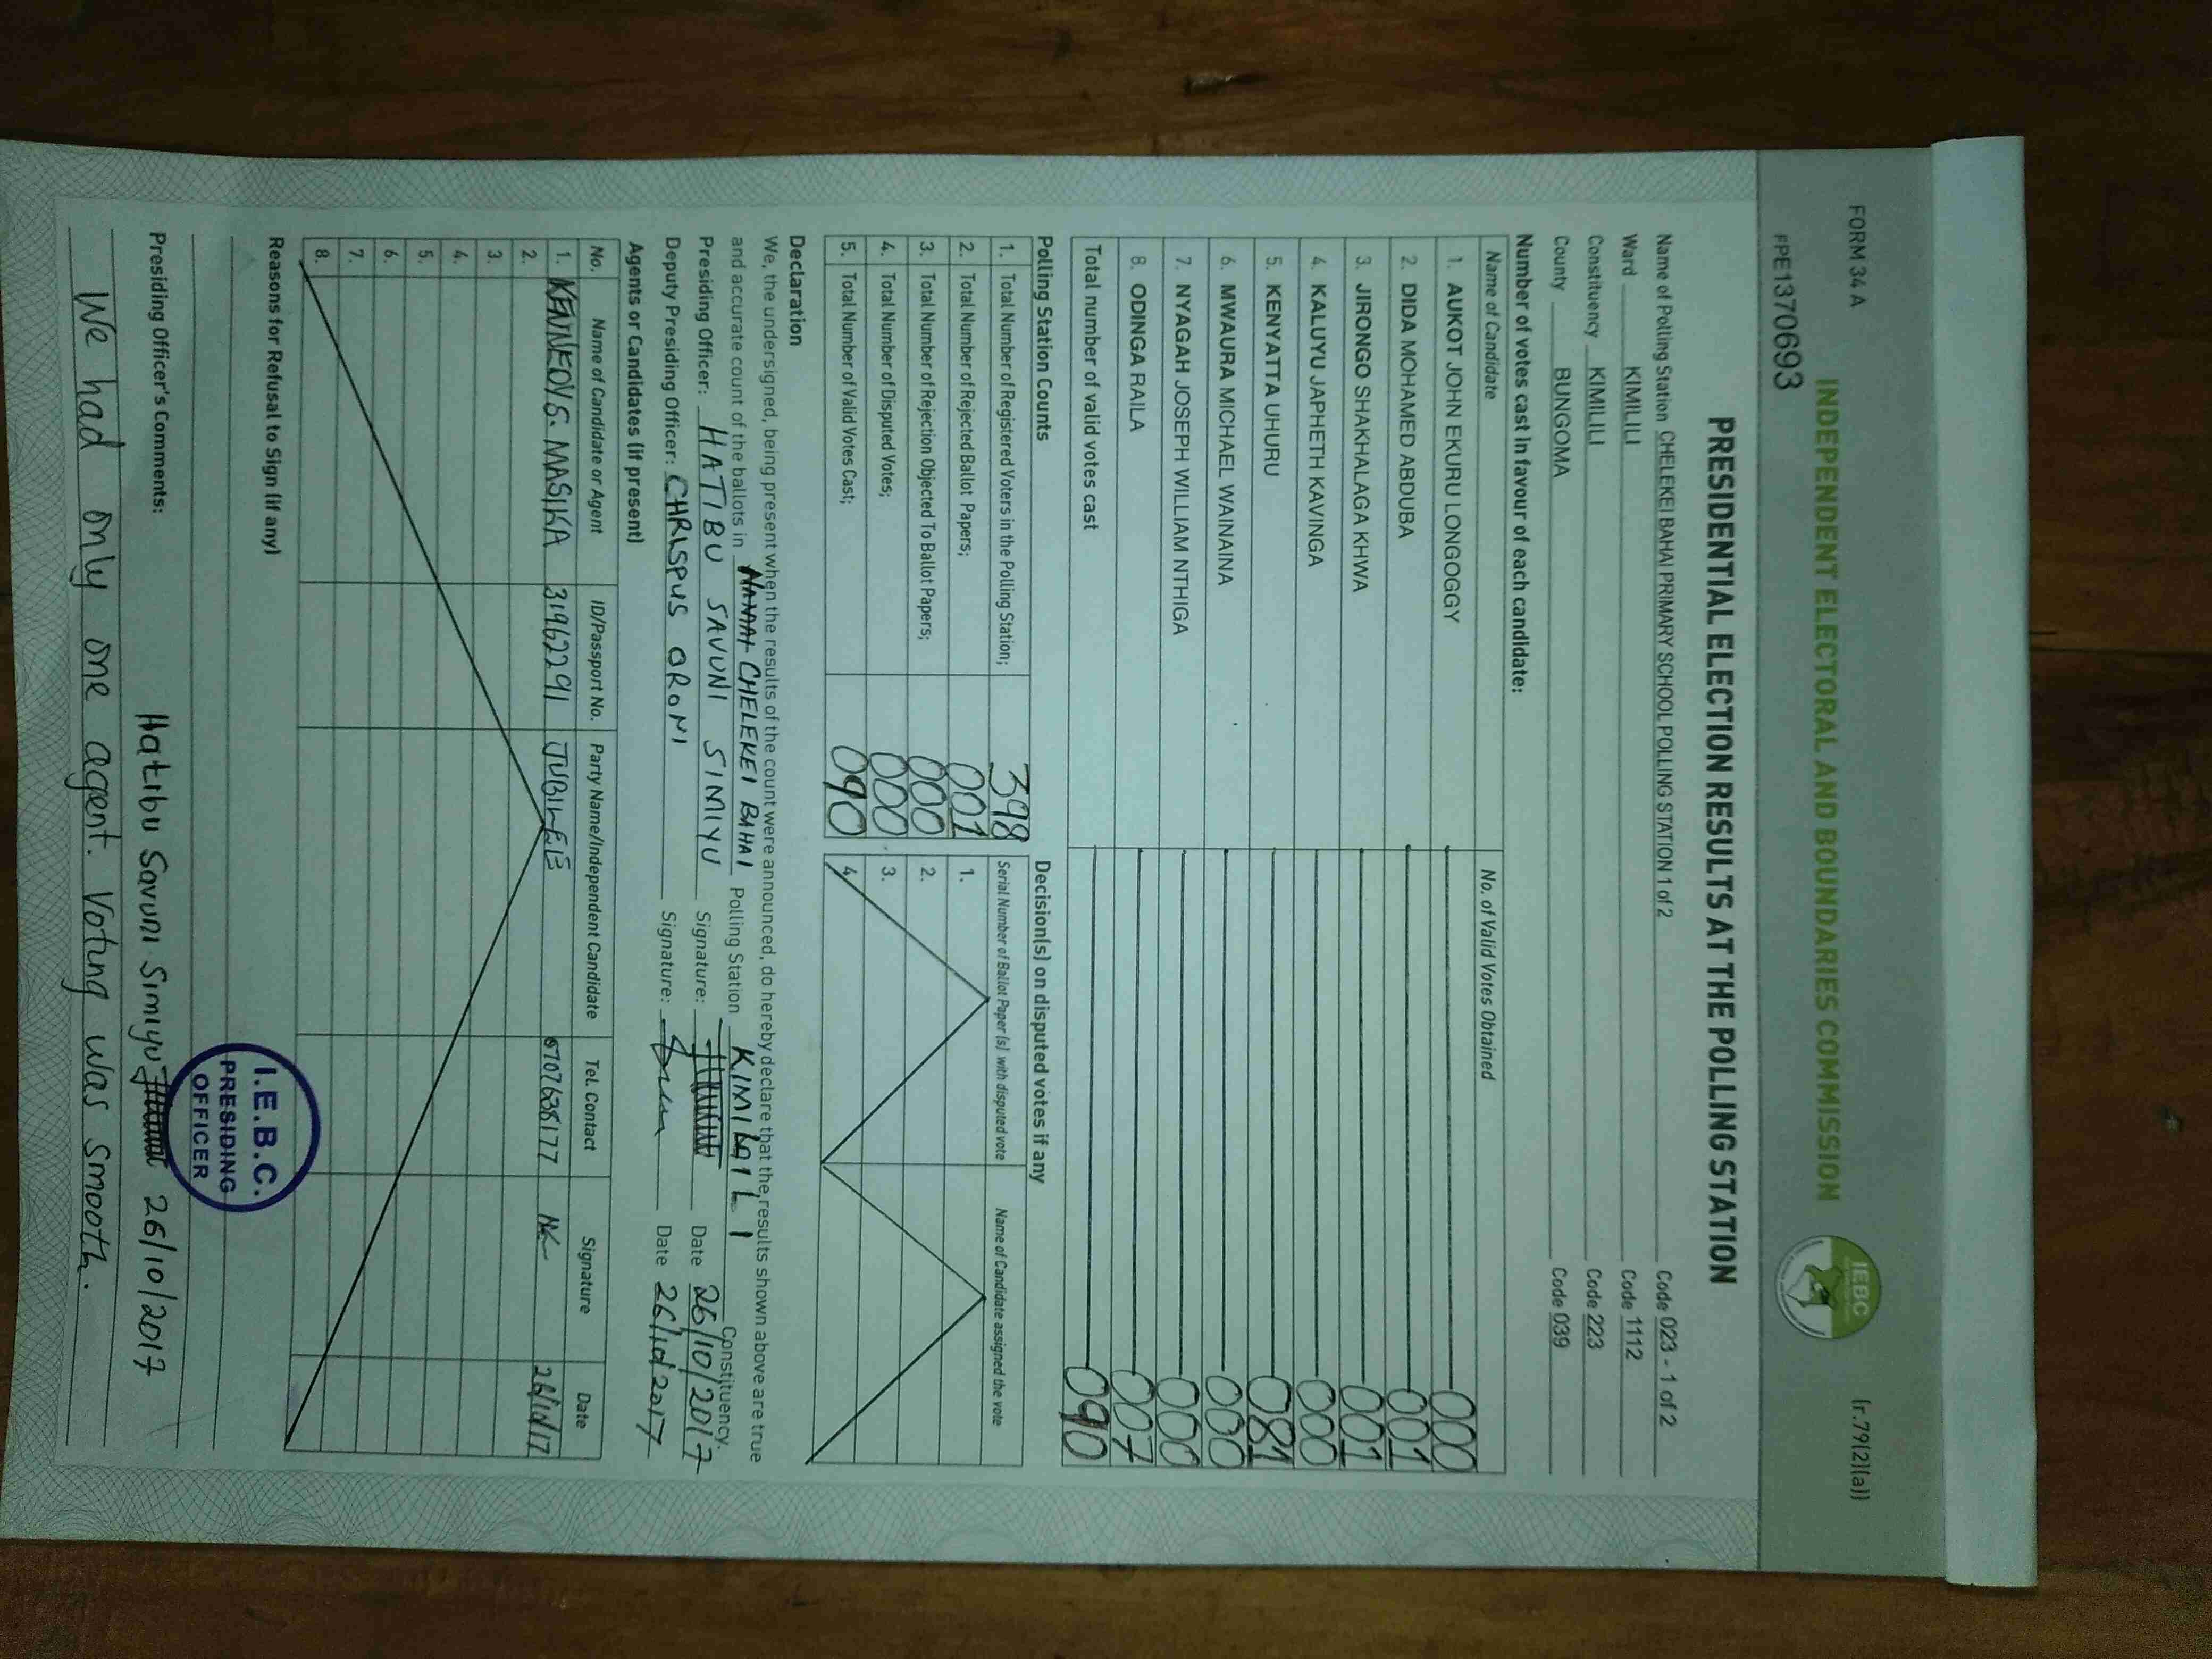 FORM 34 A
(r.79(2)(a))
INDEPENDENT ELECTORAL AND BOUNDARIES COMMISSION
IEBC
PPE1370693
PRESIDENTIAL ELECTION RESULTS AT THE POLLING STATION
Name of Polling Station CHELEKEI BAHAI PRIMARY SCHOOL POLLING STATION 1 of 2 Code 023 - 1 of 2
Ward KIMILILI Code 1112
Constituency KIMILILI Code 223
County BUNGOMA Code 039
Number of votes cast in favour of each candidate:
Name of Candidate No. of Valid Votes Obtained
1. AUKOT JOHN EKURU LONGOGGY 000
2. DIDA MOHAMED ABDUBA 001
3. JIRONGO SHAKHALAGA KHWA 001
4. KALUYU JAPHETH KAVINGA 000
5. KENYATTA UHURU 081
6. MWAURA MICHAEL WAINAINA 000
7. NYAGAH JOSEPH WILLIAM NTHIGA 000
8. ODINGA RAILA 007
Total number of valid votes cast 090
Polling Station Counts
1. Total Number of Registered Voters in the Polling Station; 398
2. Total Number of Rejected Ballot Papers; 001
3. Total Number of Rejection Objected To Ballot Papers; 000
4. Total Number of Disputed Votes; 000
5. Total Number of Valid Votes Cast; 090
Decision(s) on disputed votes if any
Serial Number of Ballot Paper (s) with disputed vote Name of Candidate assigned the vote
1.
2.
3.
4.
Declaration
We, the undersigned, being present when the results of the count were announced, do hereby declare that the results shown above are true
and accurate count of the ballots in CHELEKEI BAHAI Polling Station KIMILILI Constituency.
Presiding Officer: HATIBU SAVUNI SIMIYU Signature: Date 26/10/2017
Deputy Presiding Officer: CHRISPUS ORONI Signature: Date 26/10/2017
Agents or Candidates (if present)
No. Name of Candidate or Agent ID/Passport No. Party Name/Independent Candidate Tel. Contact Signature Date
1. KENNEDY S. MASIKA 31962291 JUBILEE 0707638177 26/10/17
2.
3.
4.
5.
6.
7.
8.
Reasons for Refusal to Sign (if any)
I.E.B.C.
PRESIDING
OFFICER
Presiding Officer's Comments:
Hatibu Savuni Simiyu 26/10/2017
We had only one agent. Voting was smooth.